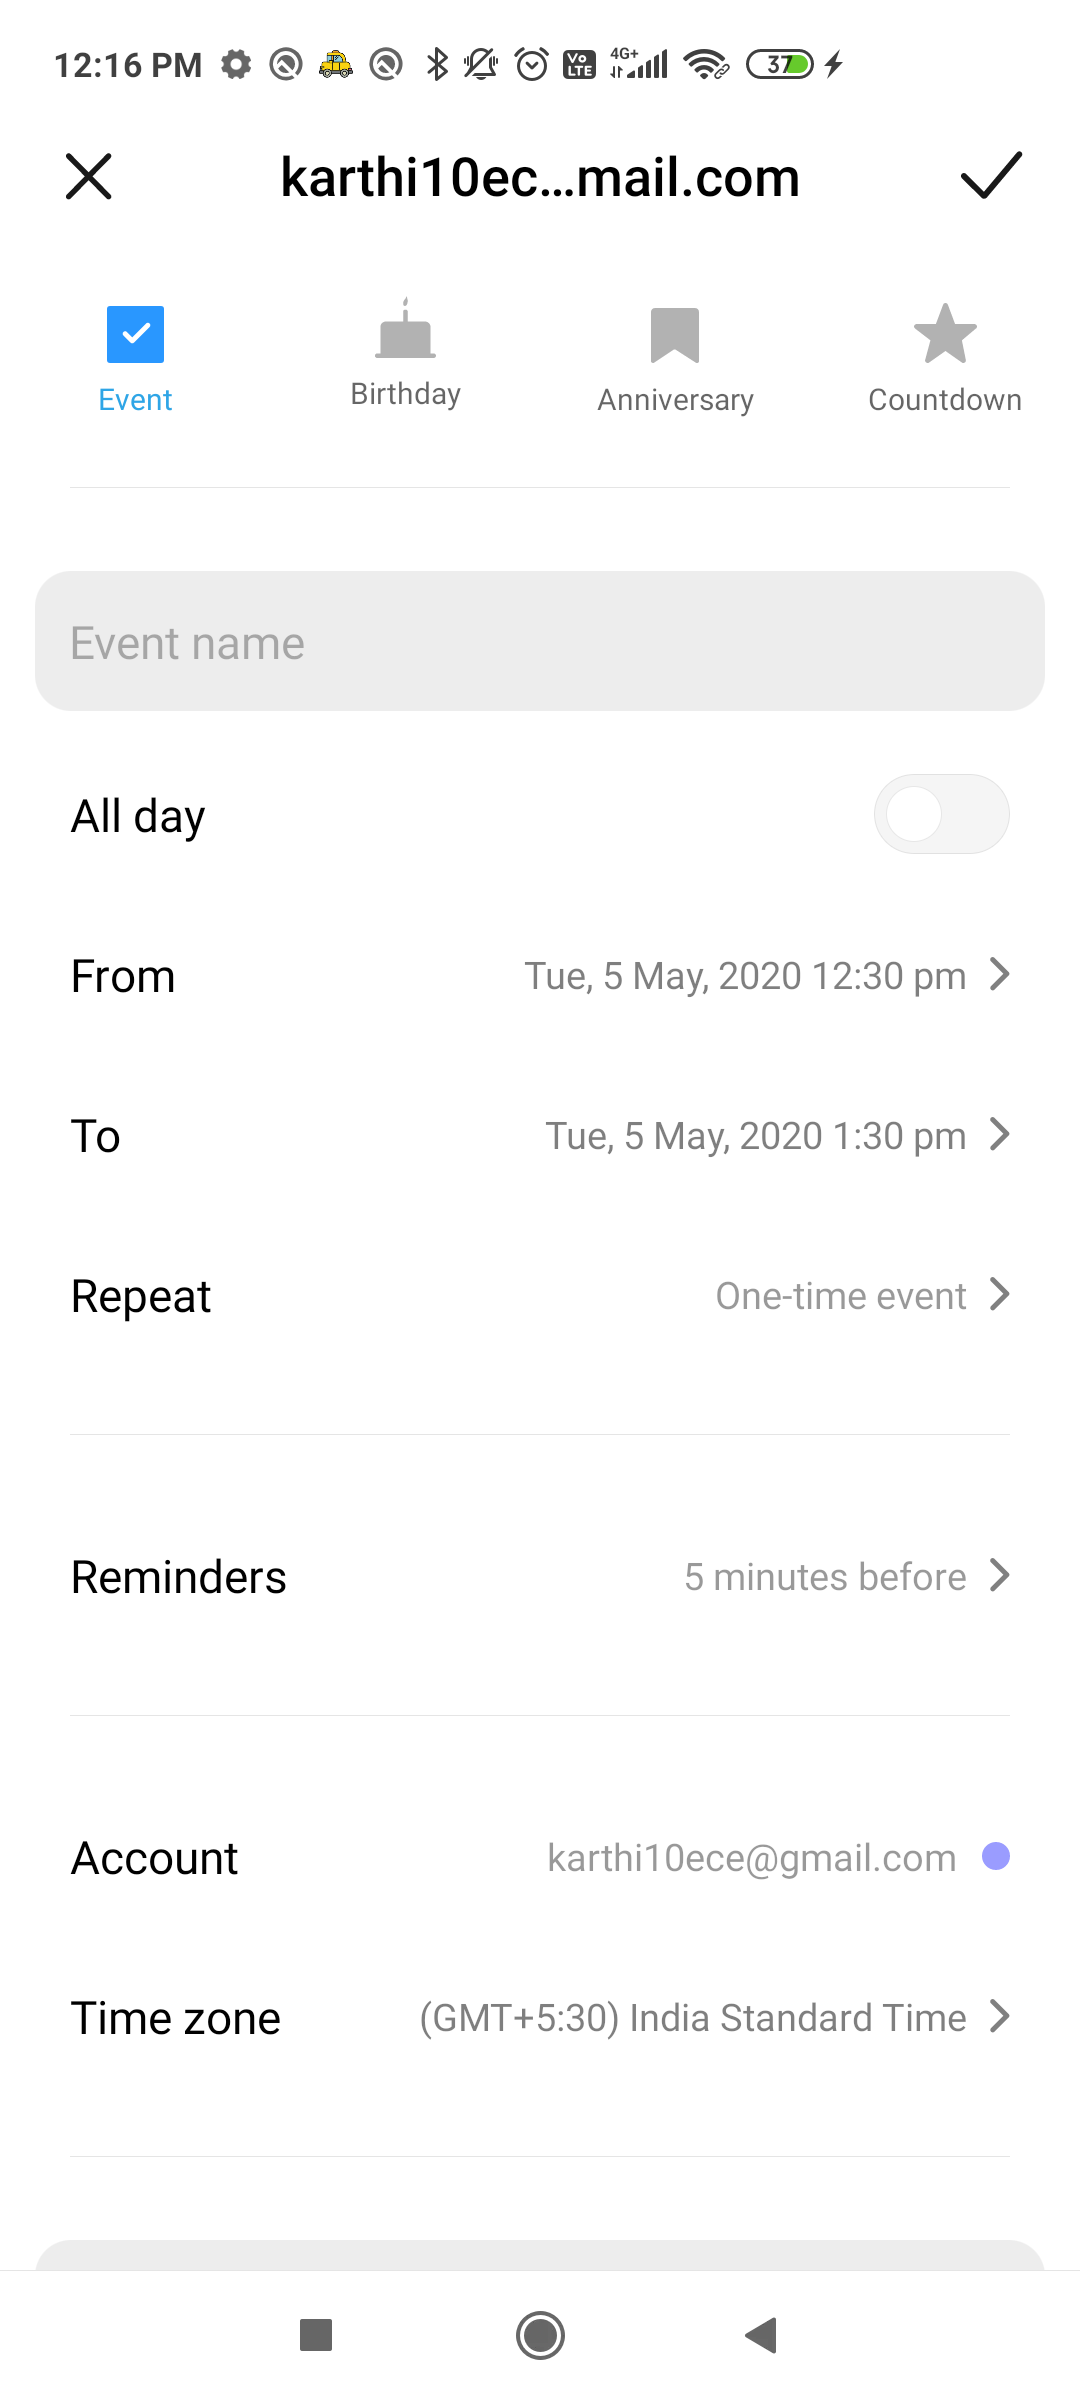 12:16 PM Vo LTE 4G+ 37
karthi10ec...mail.com
Event Birthday Anniversary Countdown
Event name
All day
From Tue, 5 May, 2020 12:30 pm
To Tue, 5 May, 2020 1:30 pm
Repeat One-time event
Reminders 5 minutes before
Account karthi10ece@gmail.com
Time zone (GMT+5:30) India Standard Time